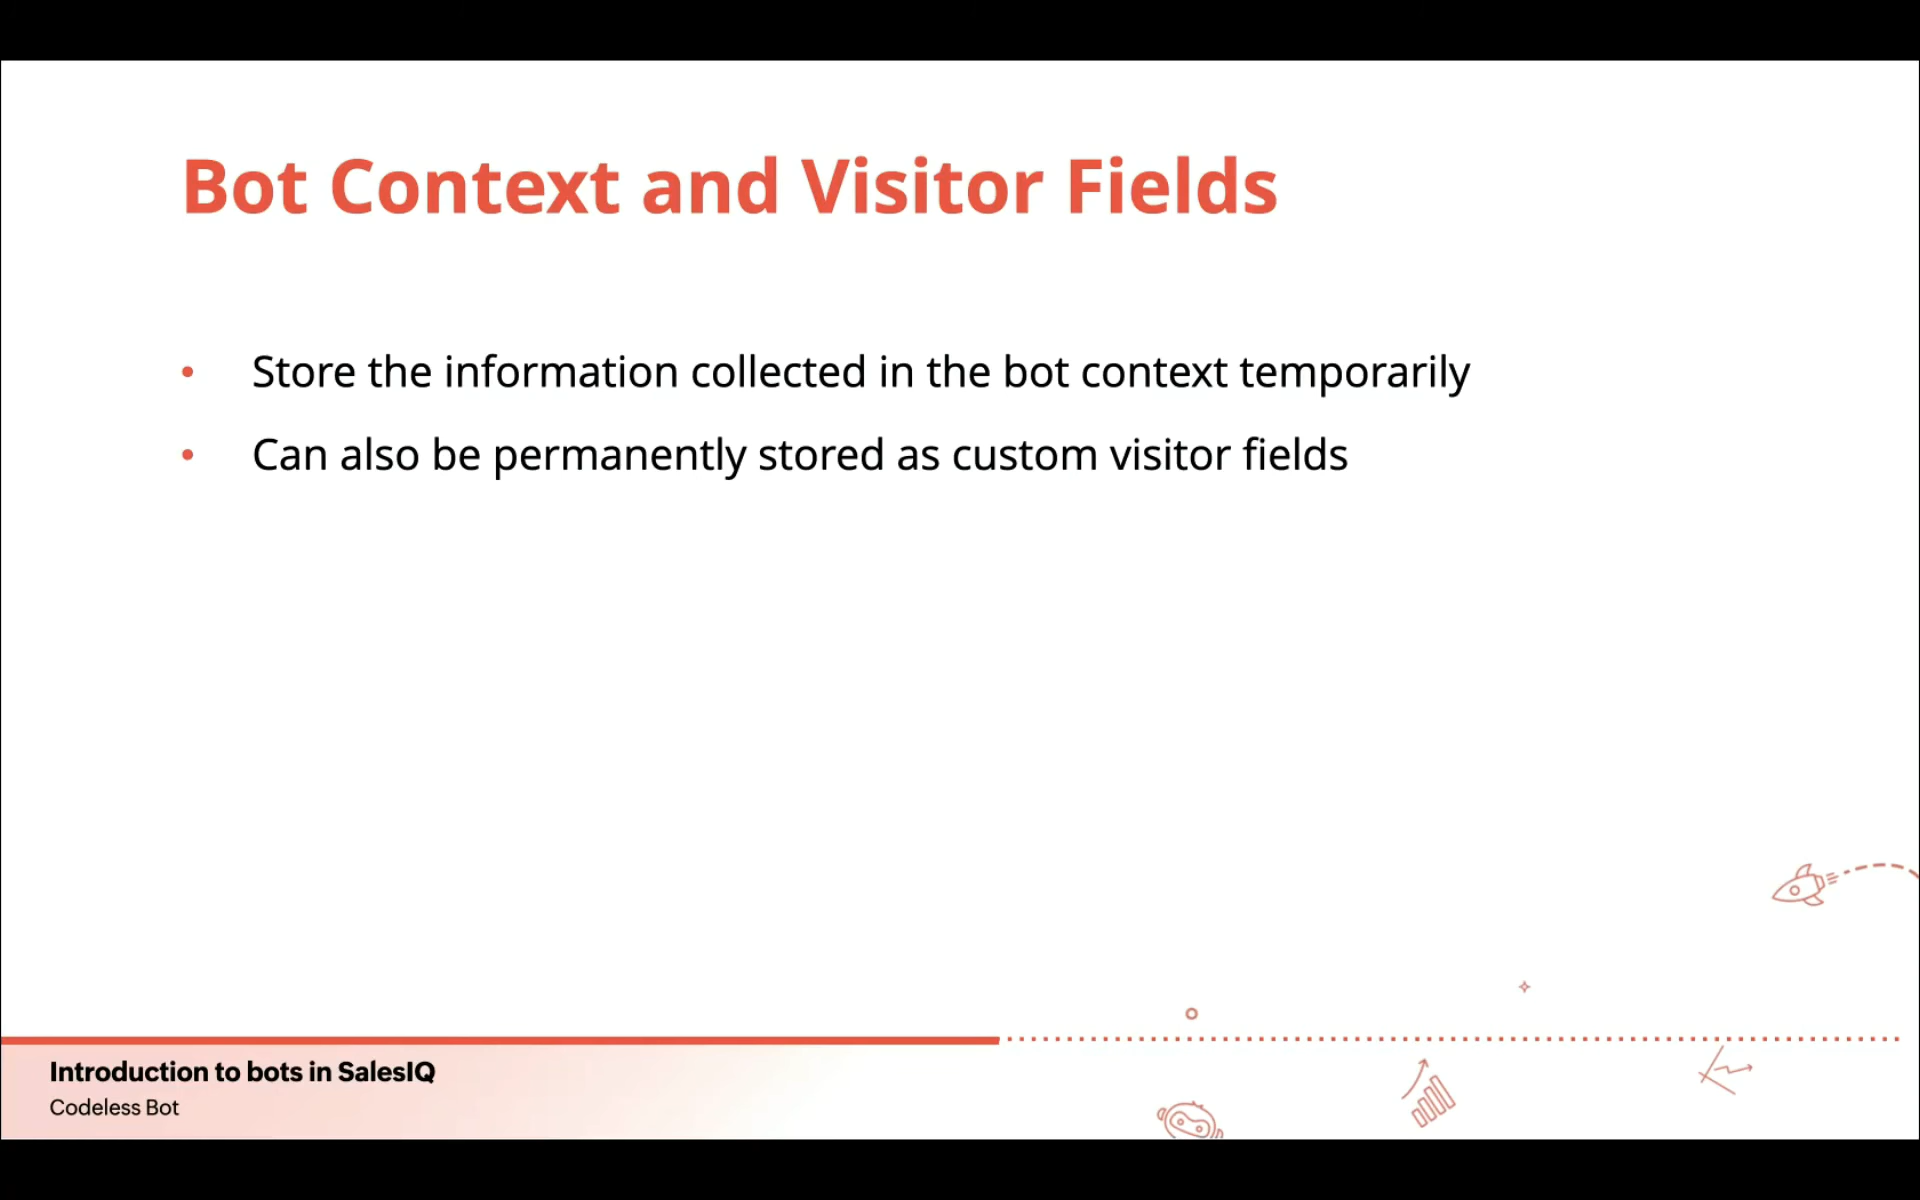 Bot Context and Visitor Fields
• Store the information collected in the bot context temporarily
• Can also be permanently stored as custom visitor fields
Introduction to bots in SalesIQ
Codeless Bot